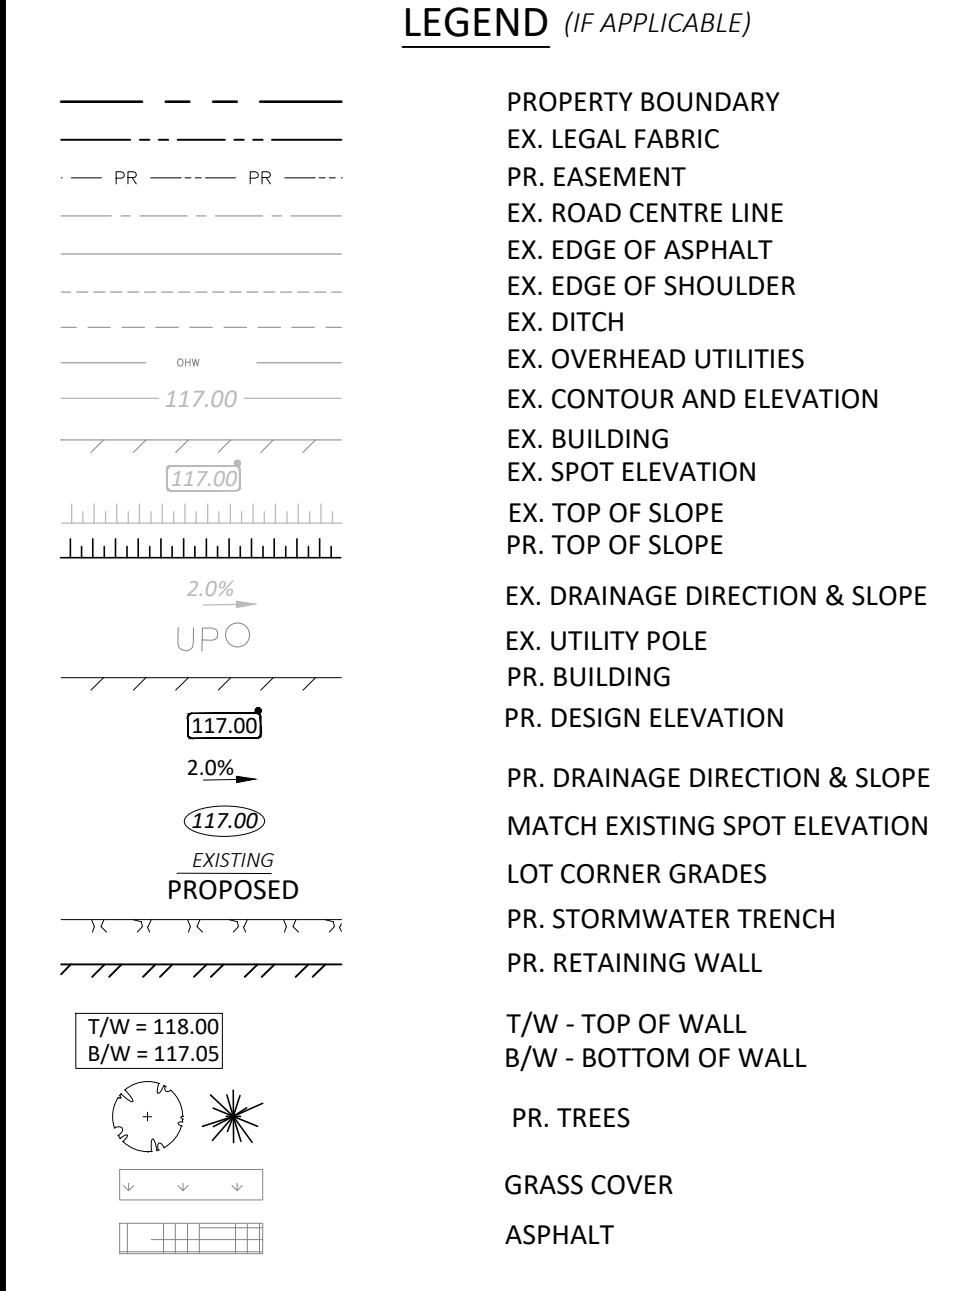 LEGEND (IF APPLICABLE)
PROPERTY BOUNDARY
EX. LEGAL FABRIC
PR PR PR. EASEMENT
EX. ROAD CENTRE LINE
EX. EDGE OF ASPHALT
EX. EDGE OF SHOULDER
EX. DITCH
OHW EX. OVERHEAD UTILITIES
117.00 EX. CONTOUR AND ELEVATION
EX. BUILDING
117.00 EX. SPOT ELEVATION
EX. TOP OF SLOPE
PR. TOP OF SLOPE
2.0% EX. DRAINAGE DIRECTION & SLOPE
UP EX. UTILITY POLE
PR. BUILDING
117.00 PR. DESIGN ELEVATION
2.0% PR. DRAINAGE DIRECTION & SLOPE
117.00 MATCH EXISTING SPOT ELEVATION
EXISTING
PROPOSED LOT CORNER GRADES
PR. STORMWATER TRENCH
PR. RETAINING WALL
T/W = 118.00 T/W - TOP OF WALL
B/W = 117.05 B/W - BOTTOM OF WALL
PR. TREES
GRASS COVER
ASPHALT